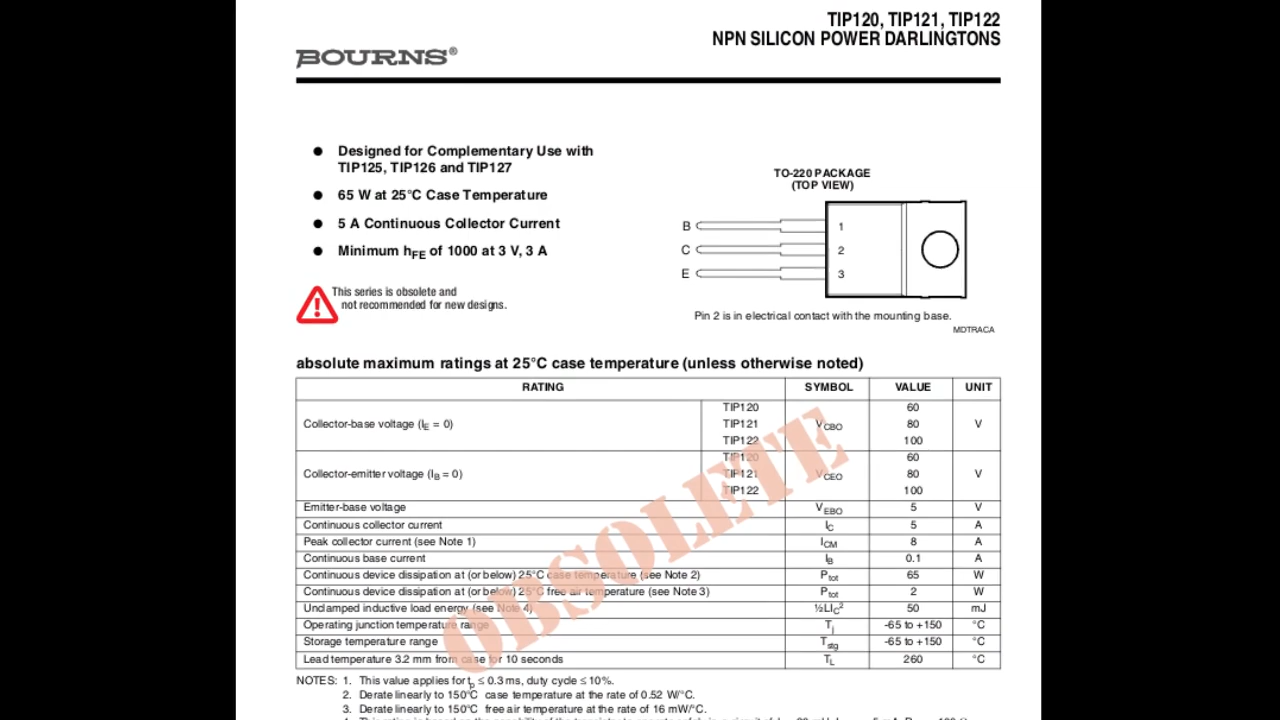 TIP120, TIP121, TIP122
NPN SILICON POWER DARLINGTONS
BOURNS®
● Designed for Complementary Use with
TIP125, TIP126 and TIP127
● 65 W at 25°C Case Temperature
● 5 A Continuous Collector Current
● Minimum hFE of 1000 at 3 V, 3 A
This series is obsolete and
not recommended for new designs.
TO-220 PACKAGE
(TOP VIEW)
B 1
C 2
E 3
Pin 2 is in electrical contact with the mounting base.
MDTRACA
absolute maximum ratings at 25°C case temperature (unless otherwise noted)
RATING SYMBOL VALUE UNIT
Collector-base voltage (IE = 0) TIP120 TIP121 TIP122 VCBO 60 80 100 V
Collector-emitter voltage (IB = 0) TIP120 TIP121 TIP122 VCEO 60 80 100 V
Emitter-base voltage VEBO 5 V
Continuous collector current IC 5 A
Peak collector current (see Note 1) ICM 8 A
Continuous base current IB 0.1 A
Continuous device dissipation at (or below) 25°C case temperature (see Note 2) Ptot 65 W
Continuous device dissipation at (or below) 25°C free air temperature (see Note 3) Ptot 2 W
Unclamped inductive load energy (see Note 4) ½LIC² 50 mJ
Operating junction temperature range Tj -65 to +150 °C
Storage temperature range Tstg -65 to +150 °C
Lead temperature 3.2 mm from case for 10 seconds TL 260 °C
OBSOLETE
NOTES: 1. This value applies for tp ≤ 0.3 ms, duty cycle ≤ 10%.
2. Derate linearly to 150°C case temperature at the rate of 0.52 W/°C.
3. Derate linearly to 150°C free air temperature at the rate of 16 mW/°C.